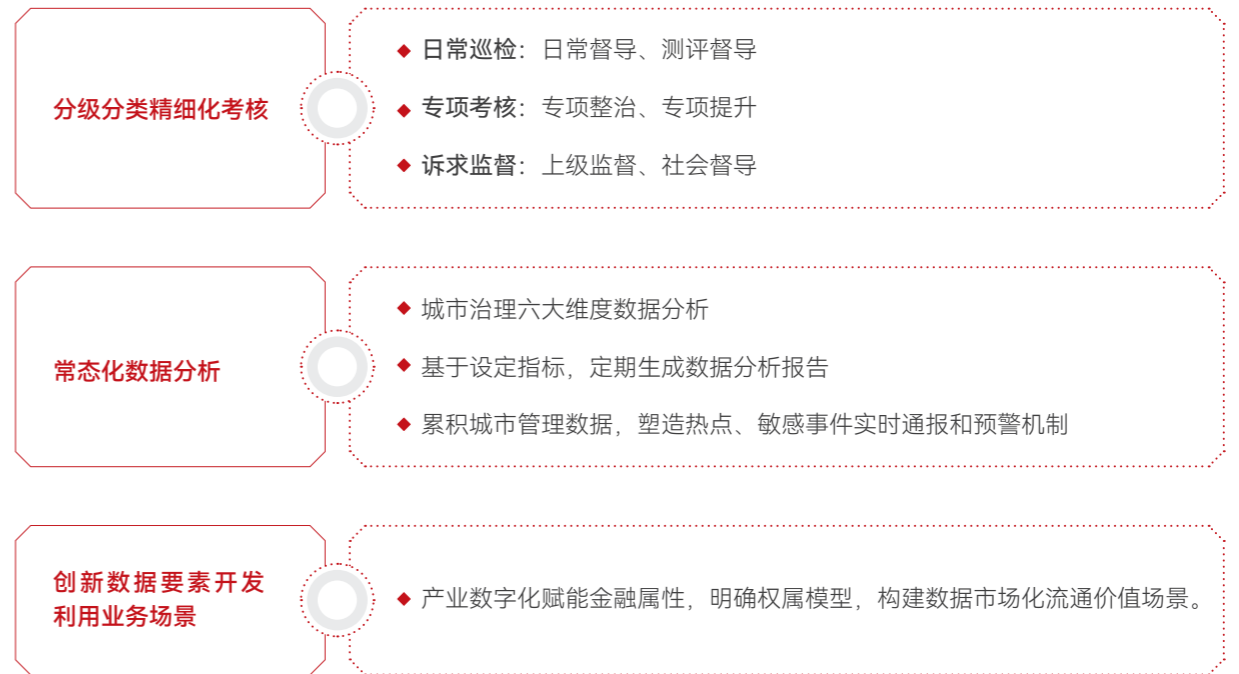 分级分类精细化考核
日常巡检：日常督导、测评督导
专项考核：专项整治、专项提升
诉求监督：上级监督、社会督导
常态化数据分析
城市治理六大维度数据分析
基于设定指标，定期生成数据分析报告
累积城市管理数据，塑造热点、敏感事件实时通报和预警机制
创新数据要素开发
利用业务场景
产业数字化赋能金融属性，明确权属模型，构建数据市场化流通价值场景。